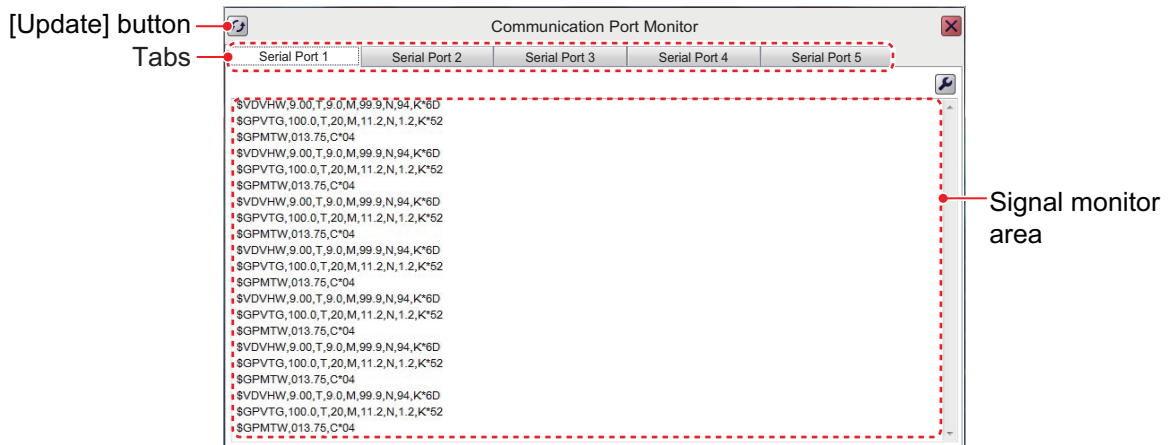 [Update] button
Communication Port Monitor
Tabs
Serial Port 1 Serial Port 2 Serial Port 3 Serial Port 4 Serial Port 5
$VDVHW,9.00,T,9.0,M,99.9,N,94,K*6D
$GPVTG,100.0,T,20,M,11.2,N,1.2,K*52
$GPMTW,013.75,C*04
$VDVHW,9.00,T,9.0,M,99.9,N,94,K*6D
$GPVTG,100.0,T,20,M,11.2,N,1.2,K*52
$GPMTW,013.75,C*04
$VDVHW,9.00,T,9.0,M,99.9,N,94,K*6D
$GPVTG,100.0,T,20,M,11.2,N,1.2,K*52
$GPMTW,013.75,C*04
$VDVHW,9.00,T,9.0,M,99.9,N,94,K*6D
$GPVTG,100.0,T,20,M,11.2,N,1.2,K*52
$GPMTW,013.75,C*04
$VDVHW,9.00,T,9.0,M,99.9,N,94,K*6D
$GPVTG,100.0,T,20,M,11.2,N,1.2,K*52
$GPMTW,013.75,C*04
$VDVHW,9.00,T,9.0,M,99.9,N,94,K*6D
$GPVTG,100.0,T,20,M,11.2,N,1.2,K*52
$GPMTW,013.75,C*04
$VDVHW,9.00,T,9.0,M,99.9,N,94,K*6D
$GPVTG,100.0,T,20,M,11.2,N,1.2,K*52
$GPMTW,013.75,C*04
Signal monitor
area